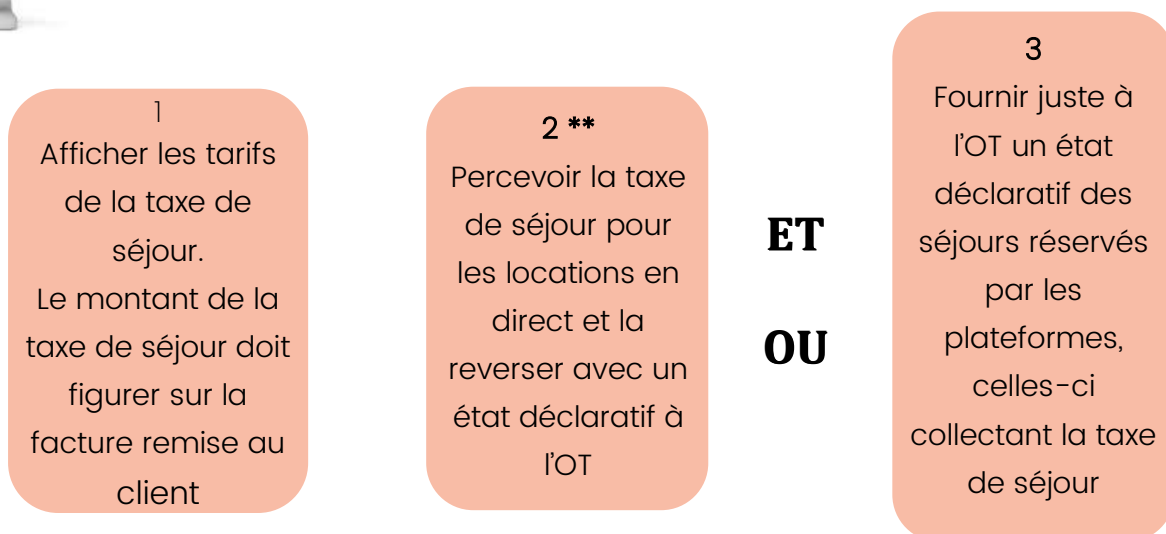 1
Afficher les tarifs
de la taxe de
séjour.
Le montant de la
taxe de séjour doit
figurer sur la
facture remise au
client
2 **
Percevoir la taxe
de séjour pour
les locations en
direct et la
reverser avec un
état déclaratif à
l'OT
ET
OU
3
Fournir juste à
l'OT un état
déclaratif des
séjours réservés
par les
plateformes,
celles-ci
collectant la taxe
de séjour